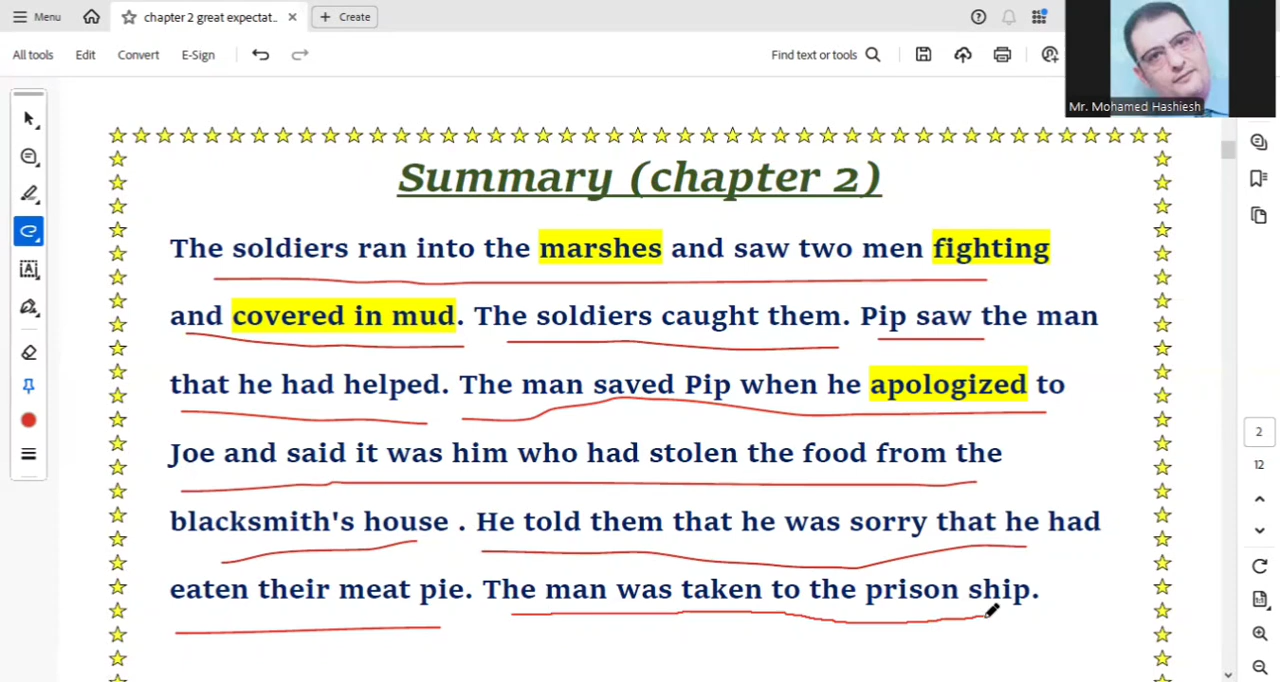 Menu
chapter 2 great expectat..
Create
All tools
Edit
Convert
E-Sign
Find text or tools
Mr. Mohamed Hashiesh
Summary (chapter 2)
The soldiers ran into the marshes and saw two men fighting
and covered in mud. The soldiers caught them. Pip saw the man
that he had helped. The man saved Pip when he apologized to
Joe and said it was him who had stolen the food from the
blacksmith's house . He told them that he was sorry that he had
eaten their meat pie. The man was taken to the prison ship.
2
12